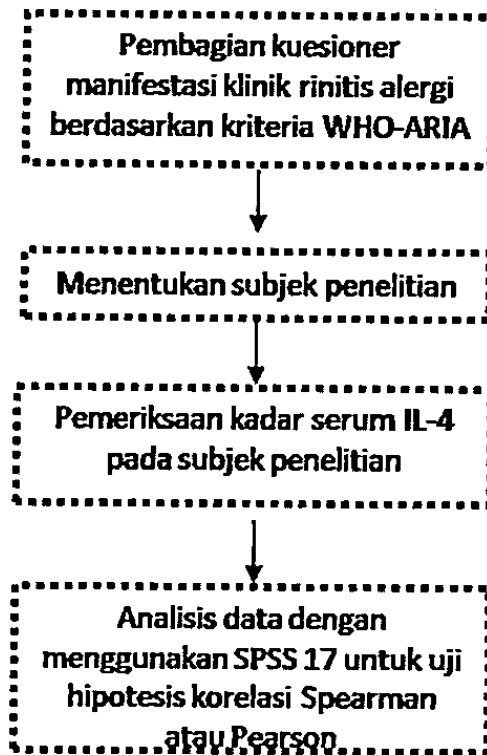 Pembagian kuesioner
manifestasi klinik rinitis alergi
berdasarkan kriteria WHO-ARIA
Menentukan subjek penelitian
Pemeriksaan kadar serum IL-4
pada subjek penelitian
Analisis data dengan
menggunakan SPSS 17 untuk uji
hipotesis korelasi Spearman
atau Pearson